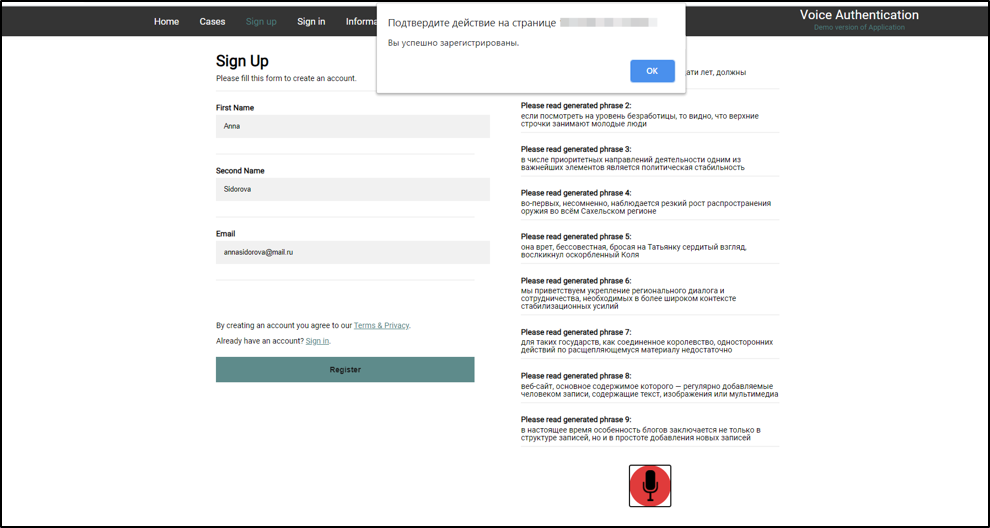 Home Cases Sign up Sign in Informa
Voice Authentication
Demo version of Application
Подтвердите действие на странице
Вы успешно зарегистрированы.
OK
Sign Up
Please fill this form to create an account.
First Name
Anna
Second Name
Sidorova
Email
annasidorova@mail.ru
By creating an account you agree to our Terms & Privacy.
Already have an account? Sign in.
Register
ати лет, должны
Please read generated phrase 2:
если посмотреть на уровень безработицы, то видно, что верхние
строчки занимают молодые люди
Please read generated phrase 3:
в числе приоритетных направлений деятельности одним из
важнейших элементов является политическая стабильность
Please read generated phrase 4:
во-первых, несомненно, наблюдается резкий рост распространения
оружия во всём Сахельском регионе
Please read generated phrase 5:
она врет, бессовестная, бросая на Татьянку сердитый взгляд,
воcликнул оскорбленный Коля
Please read generated phrase 6:
мы приветствуем укрепление регионального диалога и
сотрудничества, необходимых в более широком контексте
стабилизационных усилий
Please read generated phrase 7:
для таких государств, как соединенное королевство, односторонних
действий по расщепляющемуся материалу недостаточно
Please read generated phrase 8:
веб-сайт, основное содержимое которого — регулярно добавляемые
человеком записи, содержащие текст, изображения или мультимедиа
Please read generated phrase 9:
в настоящее время особенность блогов заключается не только в
структуре записей, но и в простоте добавления новых записей